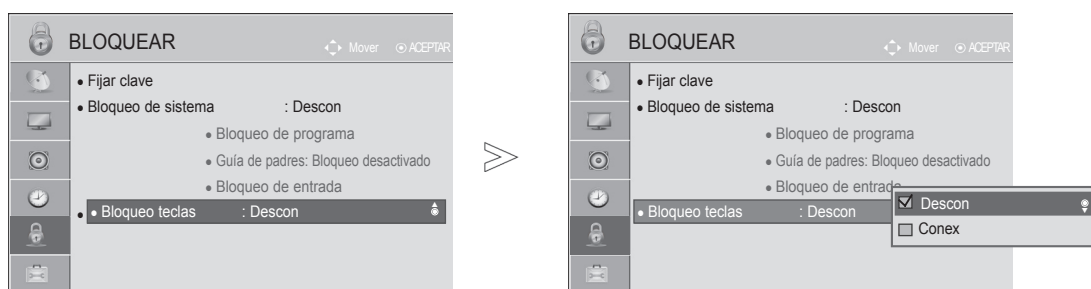 BLOQUEAR
Mover ACEPTAR
• Fijar clave
• Bloqueo de sistema : Descon
• Bloqueo de programa
• Guía de padres: Bloqueo desactivado
• Bloqueo de entrada
• • Bloqueo teclas : Descon
BLOQUEAR
Mover ACEPTAR
• Fijar clave
• Bloqueo de sistema : Descon
• Bloqueo de programa
• Guía de padres: Bloqueo desactivado
• Bloqueo de entrada
• Bloqueo teclas : Descon
Descon
Conex